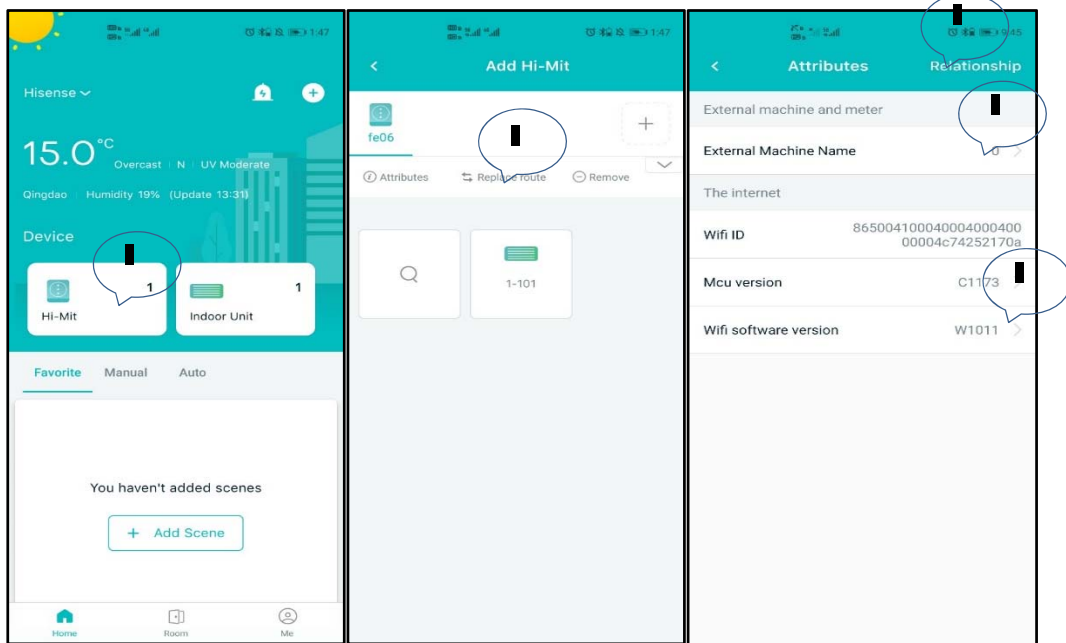 1:47
Hisense
15.0°C
Overcast | N | UV Moderate
Qingdao | Humidity 19% (Update 13:31)
Device
1
Hi-Mit
1
Indoor Unit
Favorite Manual Auto
You haven't added scenes
+ Add Scene
Home Room Me
1:47
< Add Hi-Mit
fe06
+
Attributes Replace route Remove
1-101
9:45
< Attributes Relationship
External machine and meter
External Machine Name 0 >
The internet
Wifi ID 865004100040004000400
00004c74252170a
Mcu version C1173 >
Wifi software version W1011 >